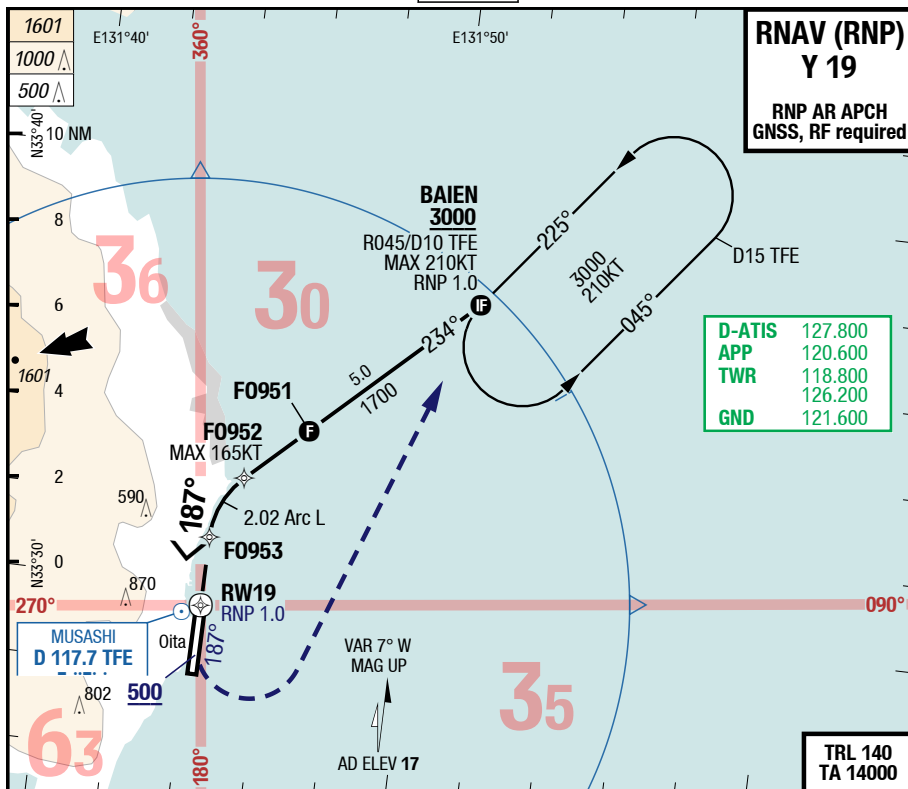 1601
1000
500
E131°40'
360°
E131°50'
RNAV (RNP)
Y 19
RNP AR APCH
GNSS, RF required
N33°40'
10 NM
8
6
4
2
0
N33°30'
36
30
35
63
BAIEN
3000
R045/D10 TFE
MAX 210KT
RNP 1.0
IF
225°
3000
210KT
045°
D15 TFE
234°
5.0
1700
D-ATIS 127.800
APP 120.600
TWR 118.800
126.200
GND 121.600
1601
F0951
F
F0952
MAX 165KT
187°
2.02 Arc L
590
F0953
870
RW19
RNP 1.0
270°
090°
MUSASHI
D 117.7 TFE
Oita
187°
500
802
VAR 7° W
MAG UP
AD ELEV 17
180°
TRL 140
TA 14000